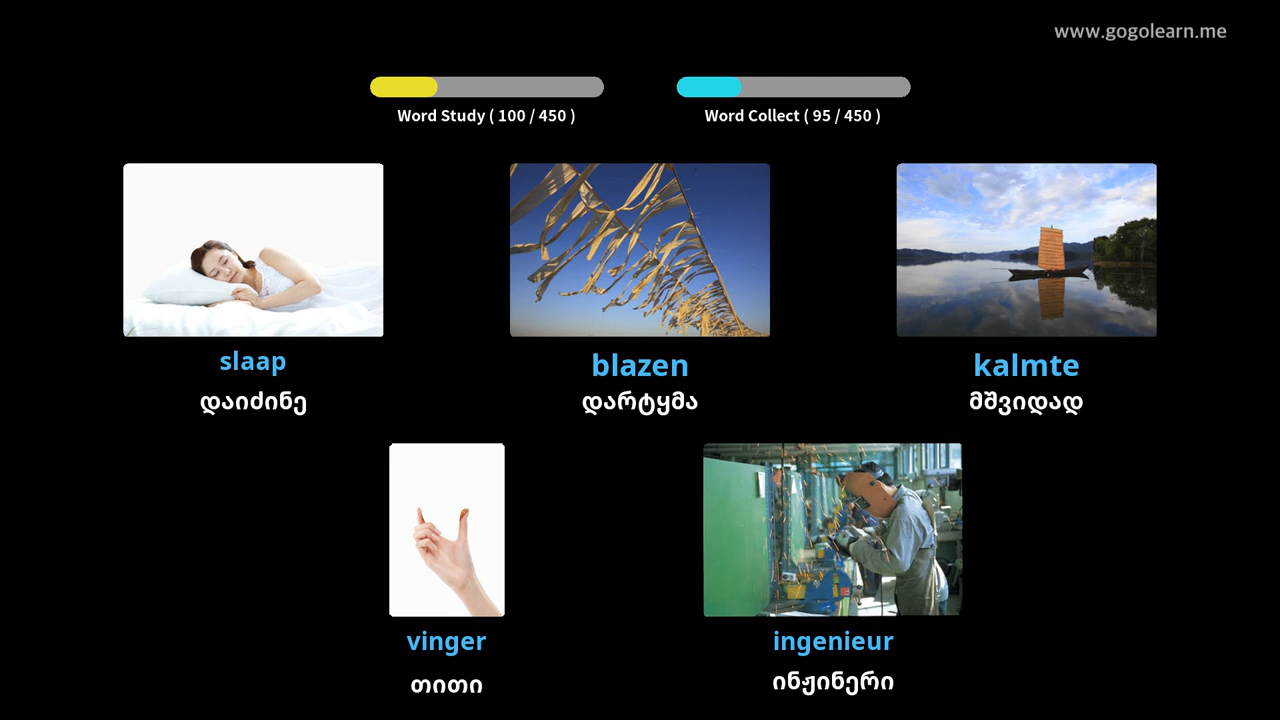 www.gogolearn.me
Word Study ( 100 / 450 )
Word Collect ( 95 / 450 )
slaap
blazen
kalmte
დაიძინე
დარტყმა
მშვიდად
vinger
ingenieur
თითი
ინჟინერი